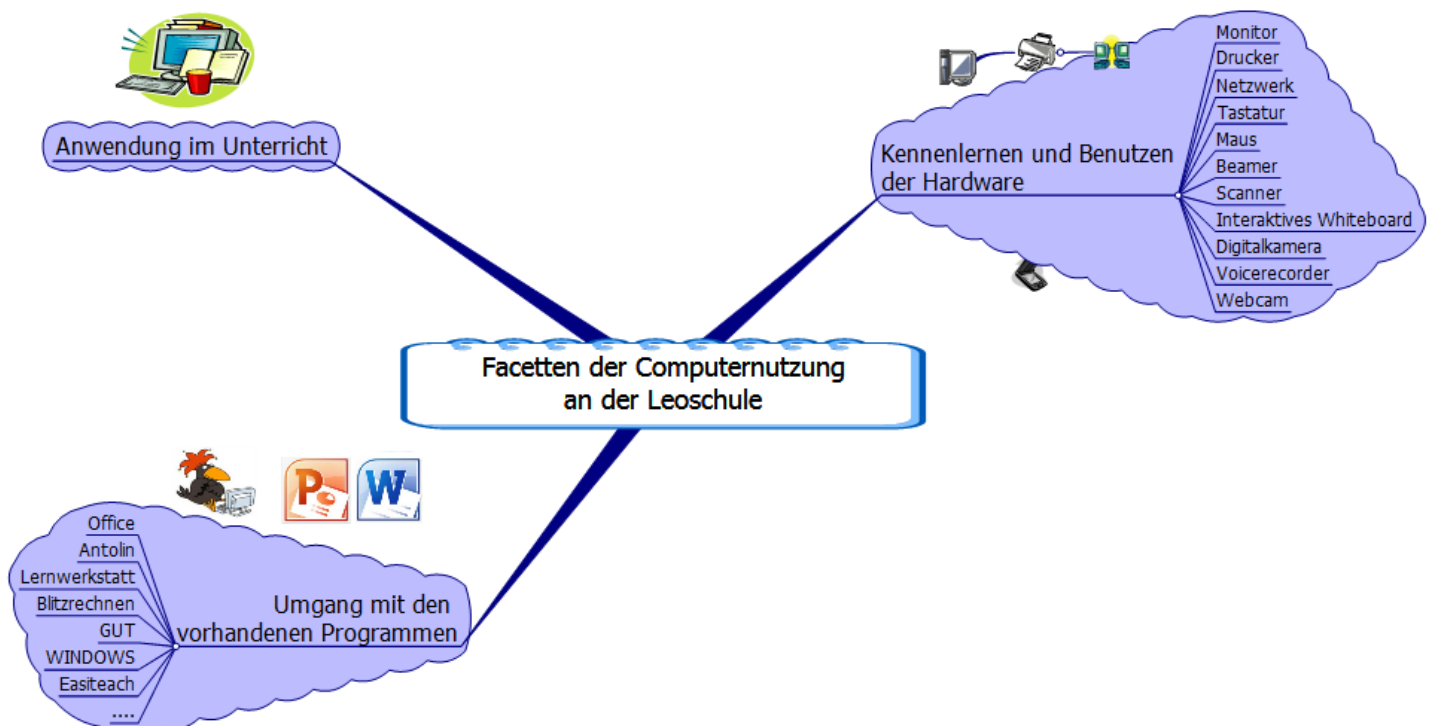 Anwendung im Unterricht
Kennenlernen und Benutzen
der Hardware
Monitor
Drucker
Netzwerk
Tastatur
Maus
Beamer
Scanner
Interaktives Whiteboard
Digitalkamera
Voicerecorder
Webcam
Facetten der Computernutzung
an der Leoschule
P
W
Umgang mit den
vorhandenen Programmen
Office
Antolin
Lernwerkstatt
Blitzrechnen
GUT
WINDOWS
Easiteach
....